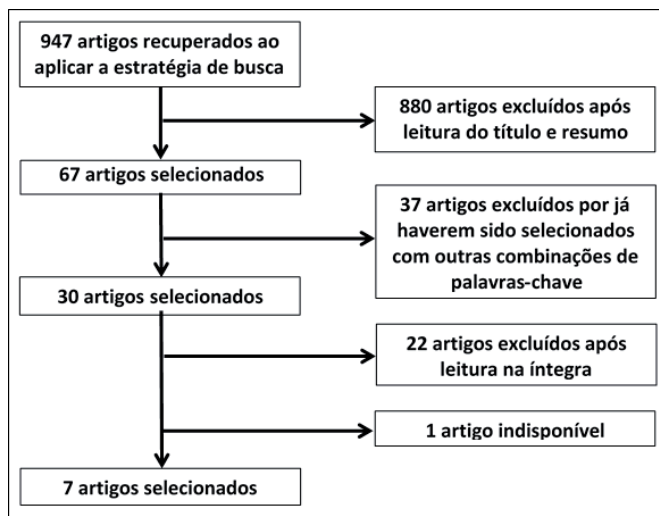 947 artigos recuperados ao
aplicar a estratégia de busca
880 artigos excluídos após
leitura do título e resumo
67 artigos selecionados
37 artigos excluídos por já
haverem sido selecionados
com outras combinações de
palavras-chave
30 artigos selecionados
22 artigos excluídos após
leitura na íntegra
1 artigo indisponível
7 artigos selecionados